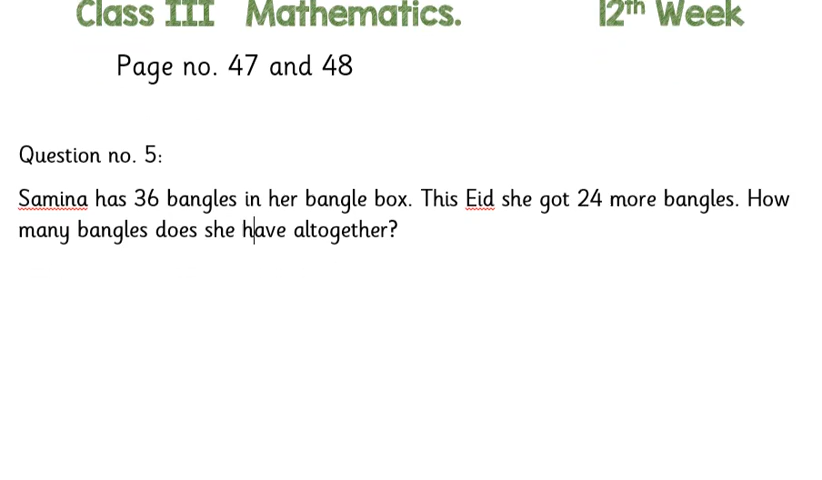 Class III Mathematics. 12th Week
Page no. 47 and 48
Question no. 5:
Samina has 36 bangles in her bangle box. This Eid she got 24 more bangles. How
many bangles does she have altogether?